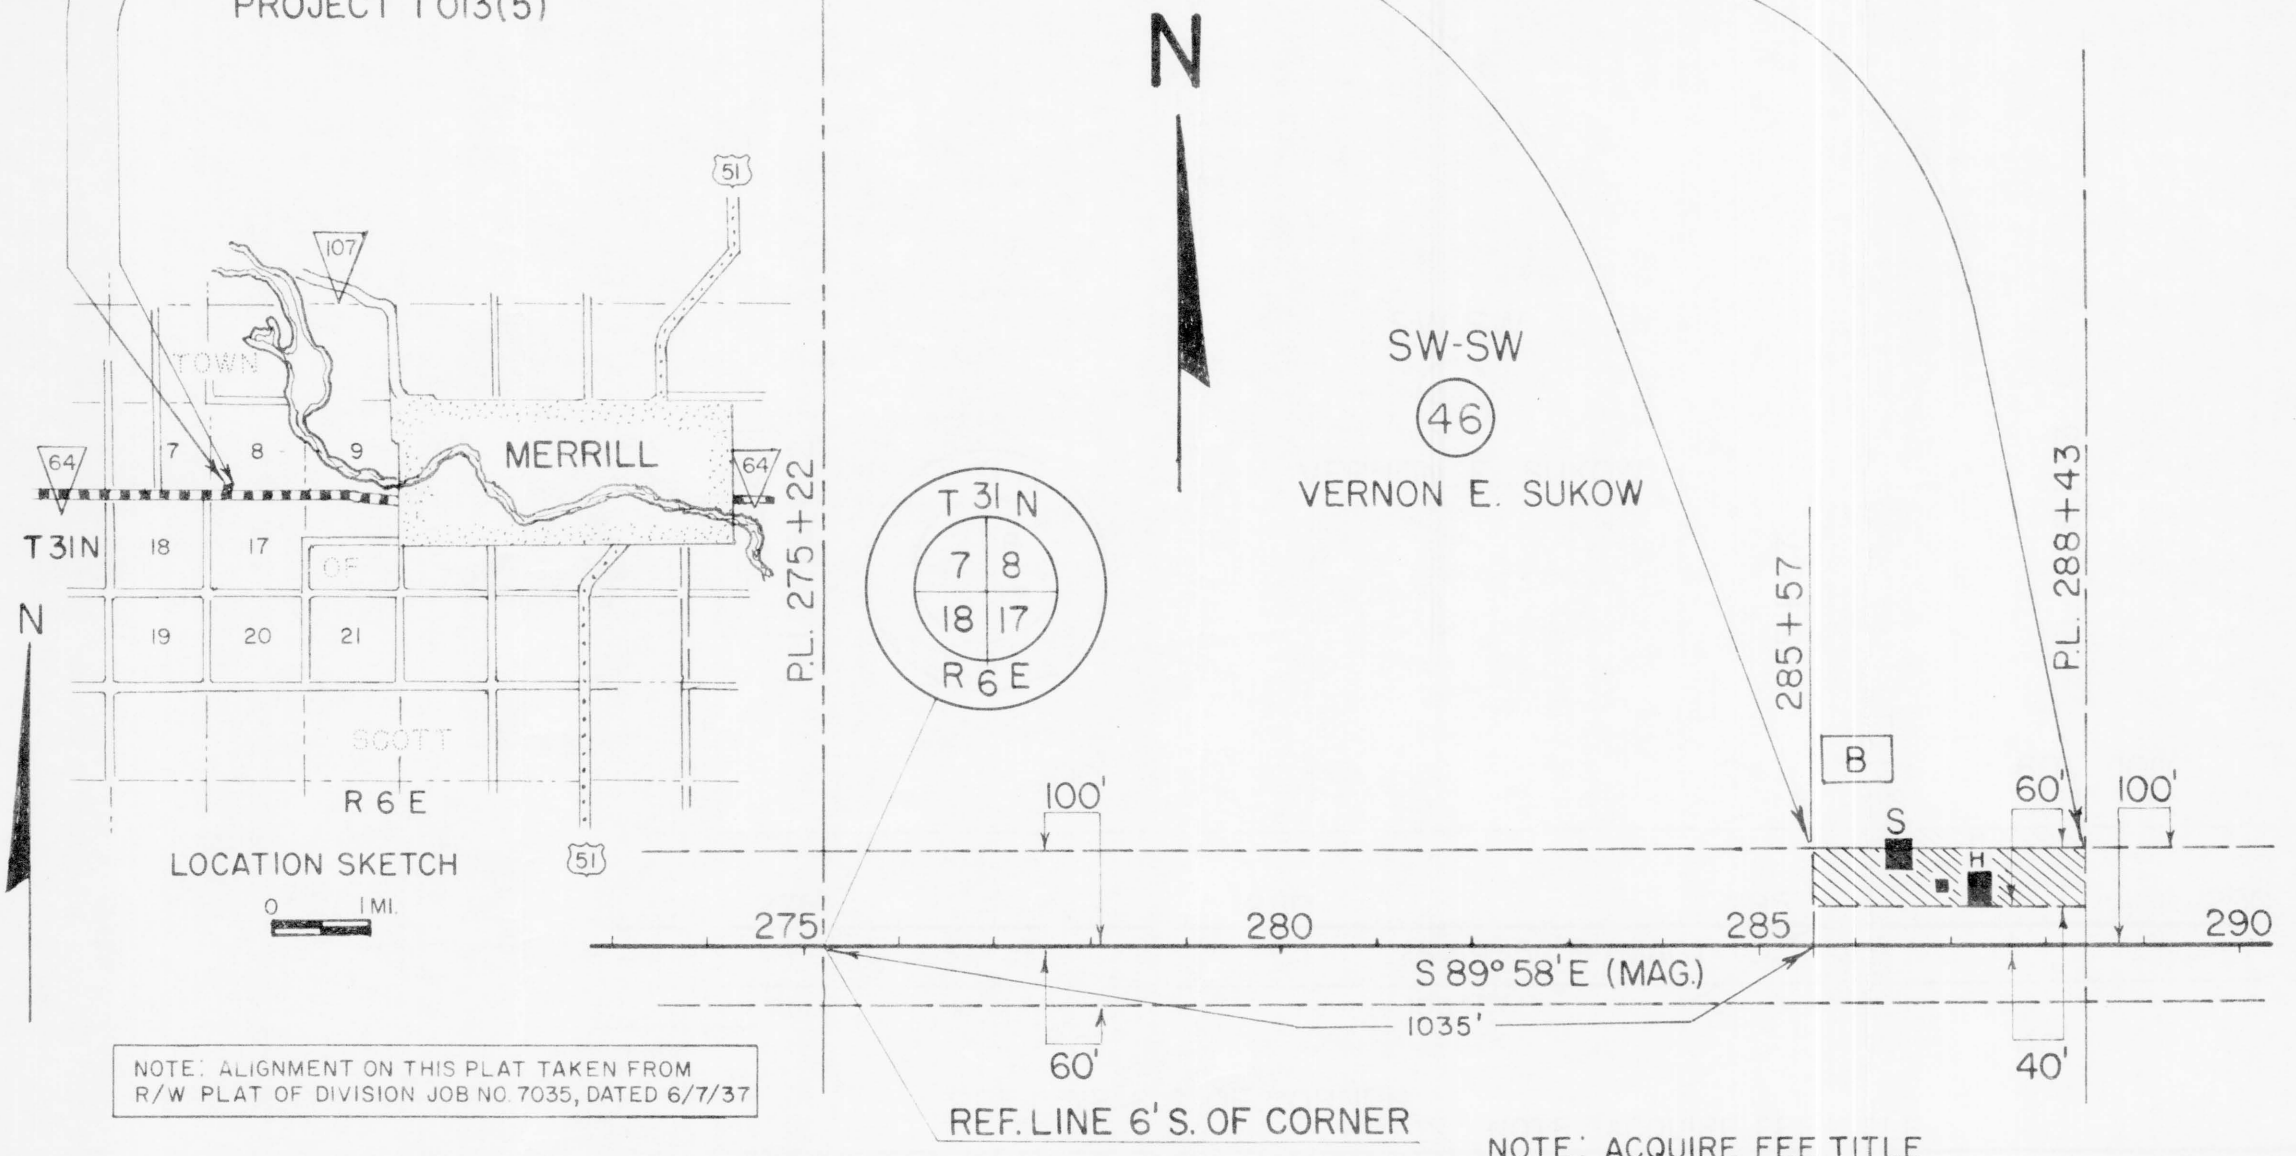 PROJECT T 013(5)
N
51
107
TOWN
7 8 9
MERRILL
64
64
T 31 N
18 17
OF
N
19 20 21
SCOTT
R 6 E
LOCATION SKETCH
51
0 1 MI.
NOTE: ALIGNMENT ON THIS PLAT TAKEN FROM
R/W PLAT OF DIVISION JOB NO. 7035, DATED 6/7/37
P.L. 275+22
T 31 N
7 8
18 17
R 6 E
SW-SW
46
VERNON E. SUKOW
285+57
P.L. 288+43
B
S
H
100'
60'
100'
275 280 285 290
S 89° 58' E (MAG.)
1035'
60'
40'
REF. LINE 6' S. OF CORNER
NOTE: ACQUIRE FEE TITLE